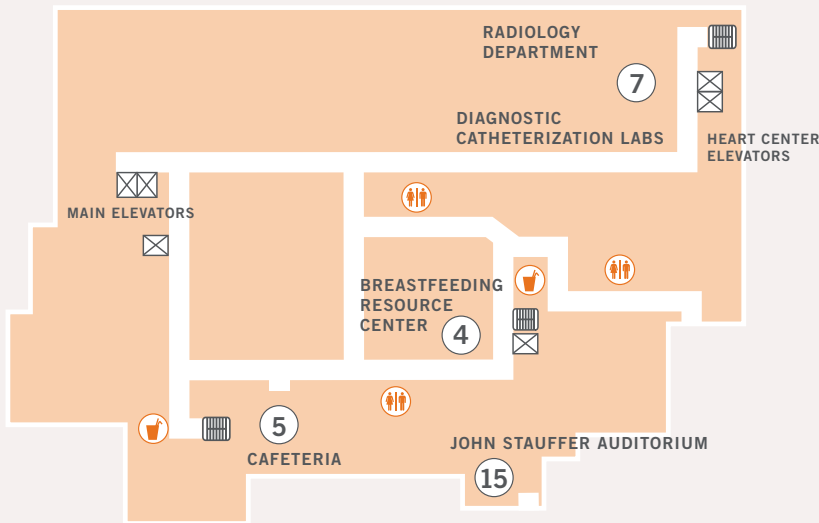 RADIOLOGY
DEPARTMENT
7
DIAGNOSTIC
CATHETERIZATION LABS
HEART CENTER
ELEVATORS
MAIN ELEVATORS
BREASTFEEDING
RESOURCE
CENTER
4
5
CAFETERIA
JOHN STAUFFER AUDITORIUM
15